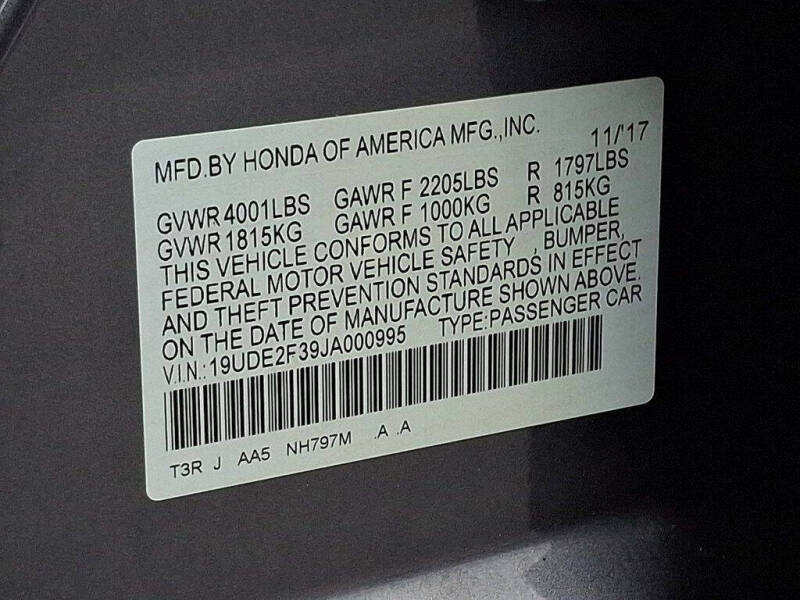 MFD.BY HONDA OF AMERICA MFG.,INC. 11/'17
GVWR 4001LBS GAWR F 2205LBS R 1797LBS
GVWR 1815KG GAWR F 1000KG R 815KG
THIS VEHICLE CONFORMS TO ALL APPLICABLE
FEDERAL MOTOR VEHICLE SAFETY , BUMPER,
AND THEFT PREVENTION STANDARDS IN EFFECT
ON THE DATE OF MANUFACTURE SHOWN ABOVE.
V.I.N.: 19UDE2F39JA000995 TYPE:PASSENGER CAR
T3R J AA5 NH797M .A .A